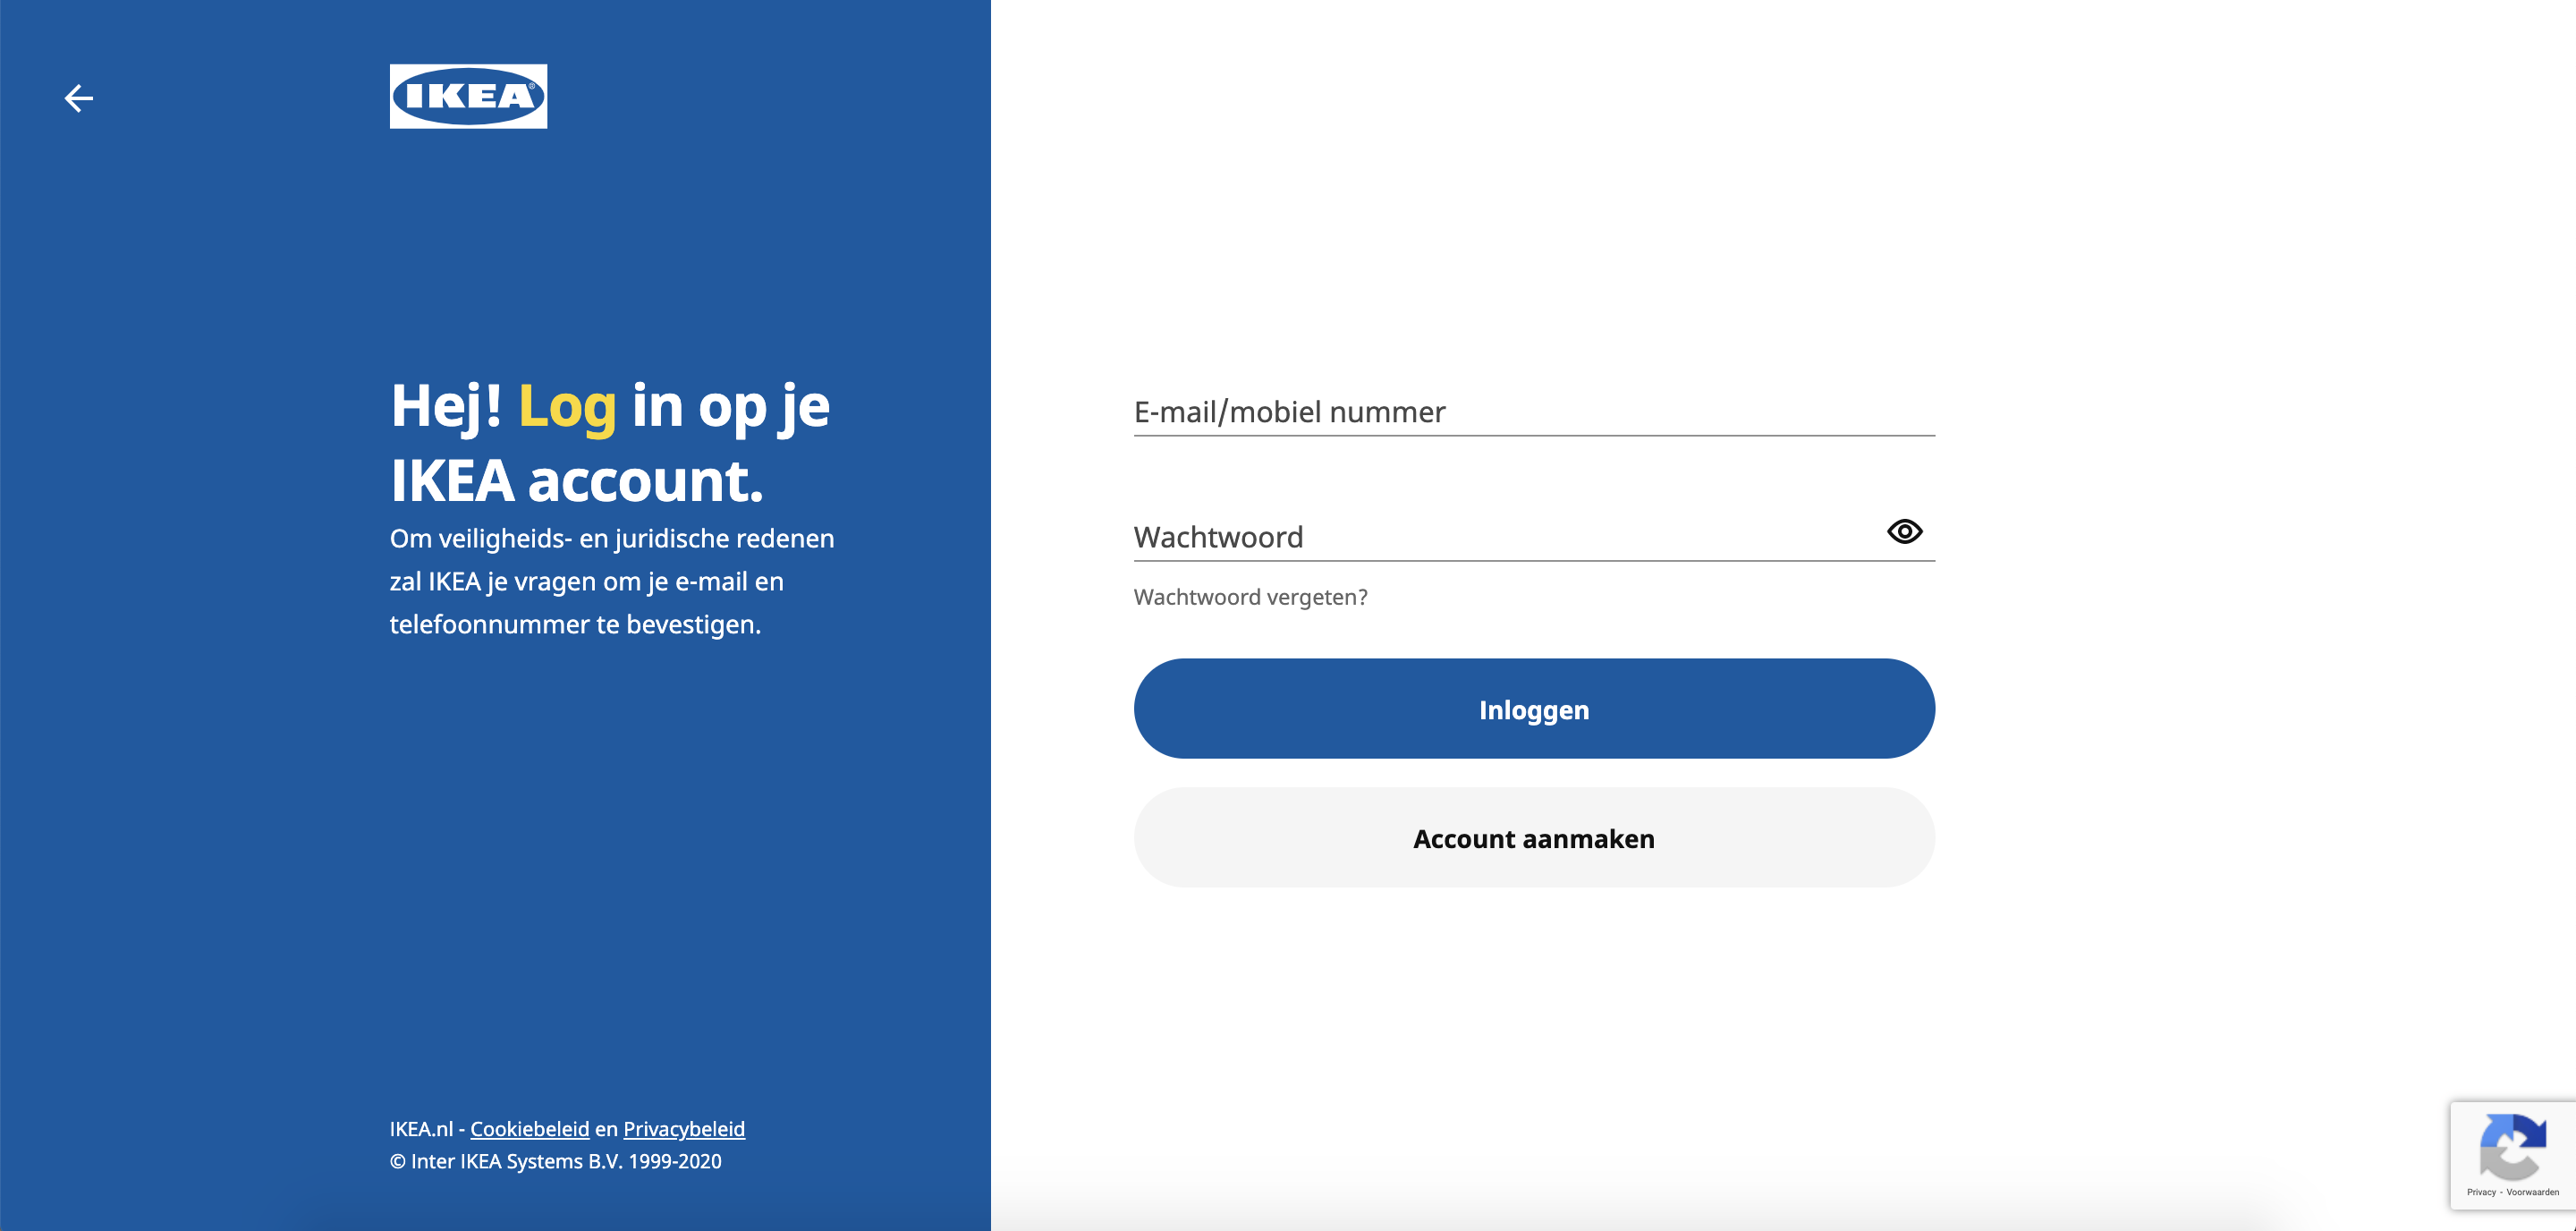 IKEA
Hej! Log in op je
IKEA account.
Om veiligheids- en juridische redenen
zal IKEA je vragen om je e-mail en
telefoonnummer te bevestigen.
IKEA.nl - Cookiebeleid en Privacybeleid
© Inter IKEA Systems B.V. 1999-2020
E-mail/mobiel nummer
Wachtwoord
Wachtwoord vergeten?
Inloggen
Account aanmaken
Privacy - Voorwaarden